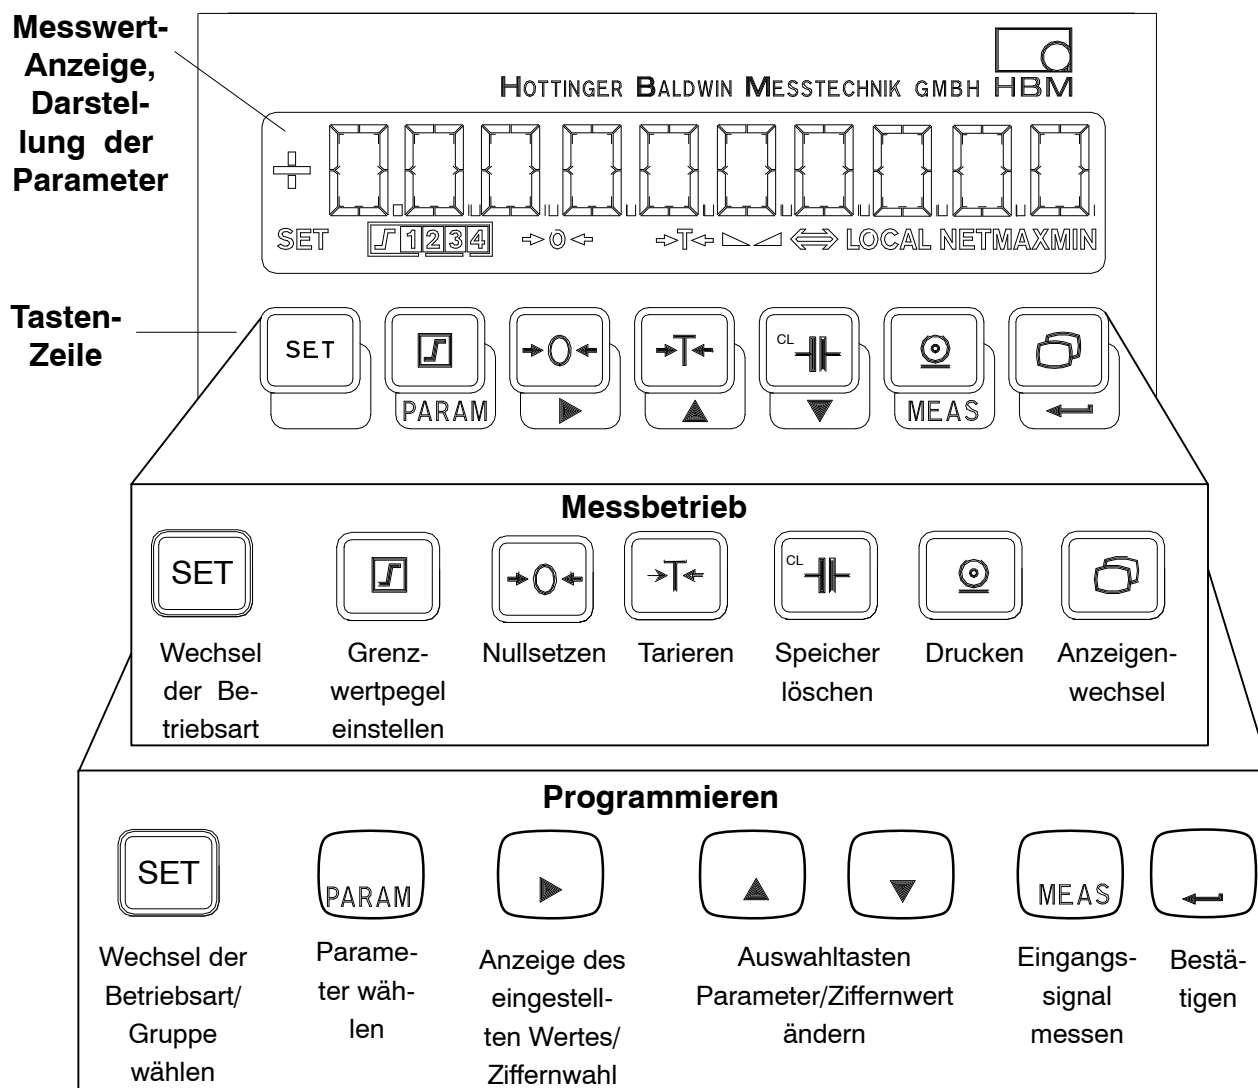 Messwert-
Anzeige,
Darstel-
lung der
Parameter
HOTTINGER BALDWIN MESSTECHNIK GMBH HBM
SET 1 2 3 4 0 T LOCAL NET MAX MIN
Tasten-
Zeile
SET 0 T CL
PARAM MEAS
Messbetrieb
SET 0 T CL
Wechsel
der Be-
triebsart
Grenz-
wertpegel
einstellen
Nullsetzen
Tarieren
Speicher
löschen
Drucken
Anzeigen-
wechsel
Programmieren
SET PARAM MEAS
Wechsel der
Betriebsart/
Gruppe
wählen
Parame-
ter wäh-
len
Anzeige des
eingestell-
ten Wertes/
Ziffernwahl
Auswahltasten
Parameter/Ziffernwert
ändern
Eingangs-
signal
messen
Bestä-
tigen